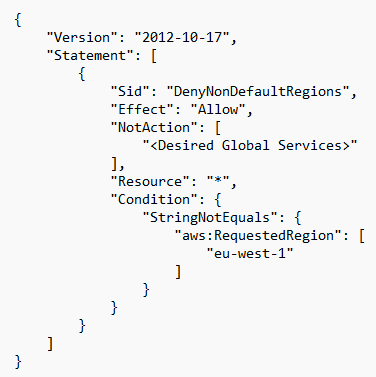 {
    "Version": "2012-10-17",
    "Statement": [
        {
            "Sid": "DenyNonDefaultRegions",
            "Effect": "Allow",
            "NotAction": [
                "<Desired Global Services>"
            ],
            "Resource": "*",
            "Condition": {
                "StringNotEquals": {
                    "aws:RequestedRegion": [
                        "eu-west-1"
                    ]
                }
            }
        }
    ]
}